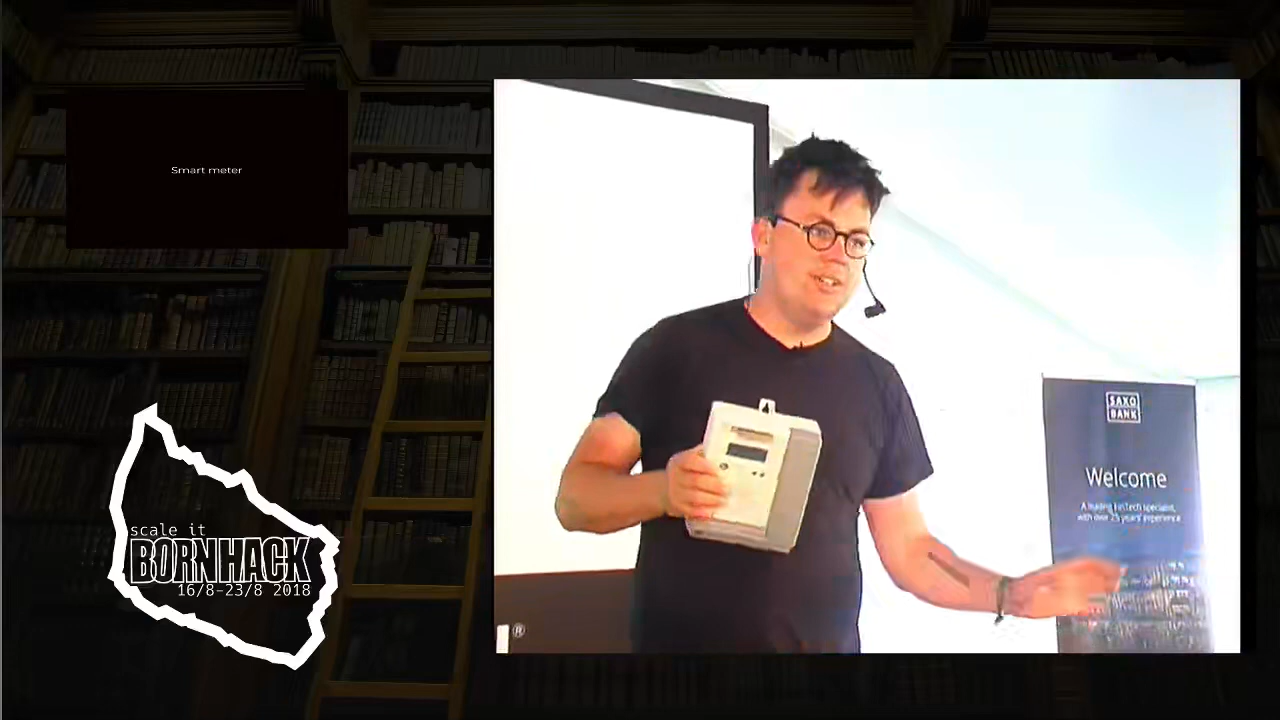 Smart meter
scale it
BORNHACK
16/8-23/8 2018
SAXO
BANK
Welcome
A leading FinTech specialist,
with over 25 years' experience
®